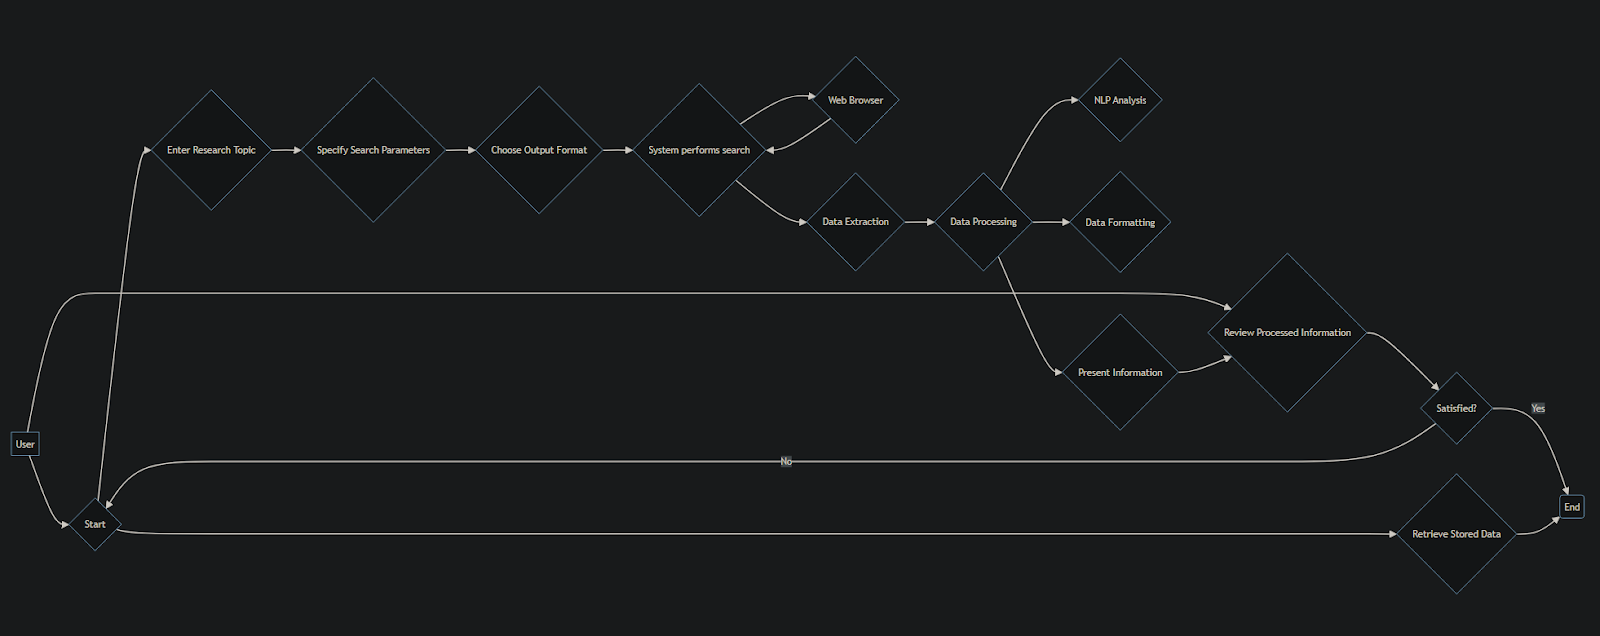 Web Browser
NLP Analysis
Enter Research Topic
Specify Search Parameters
Choose Output Format
System performs search
Data Extraction
Data Processing
Data Formatting
Review Processed Information
Present Information
Satisfied?
Yes
User
No
End
Start
Retrieve Stored Data